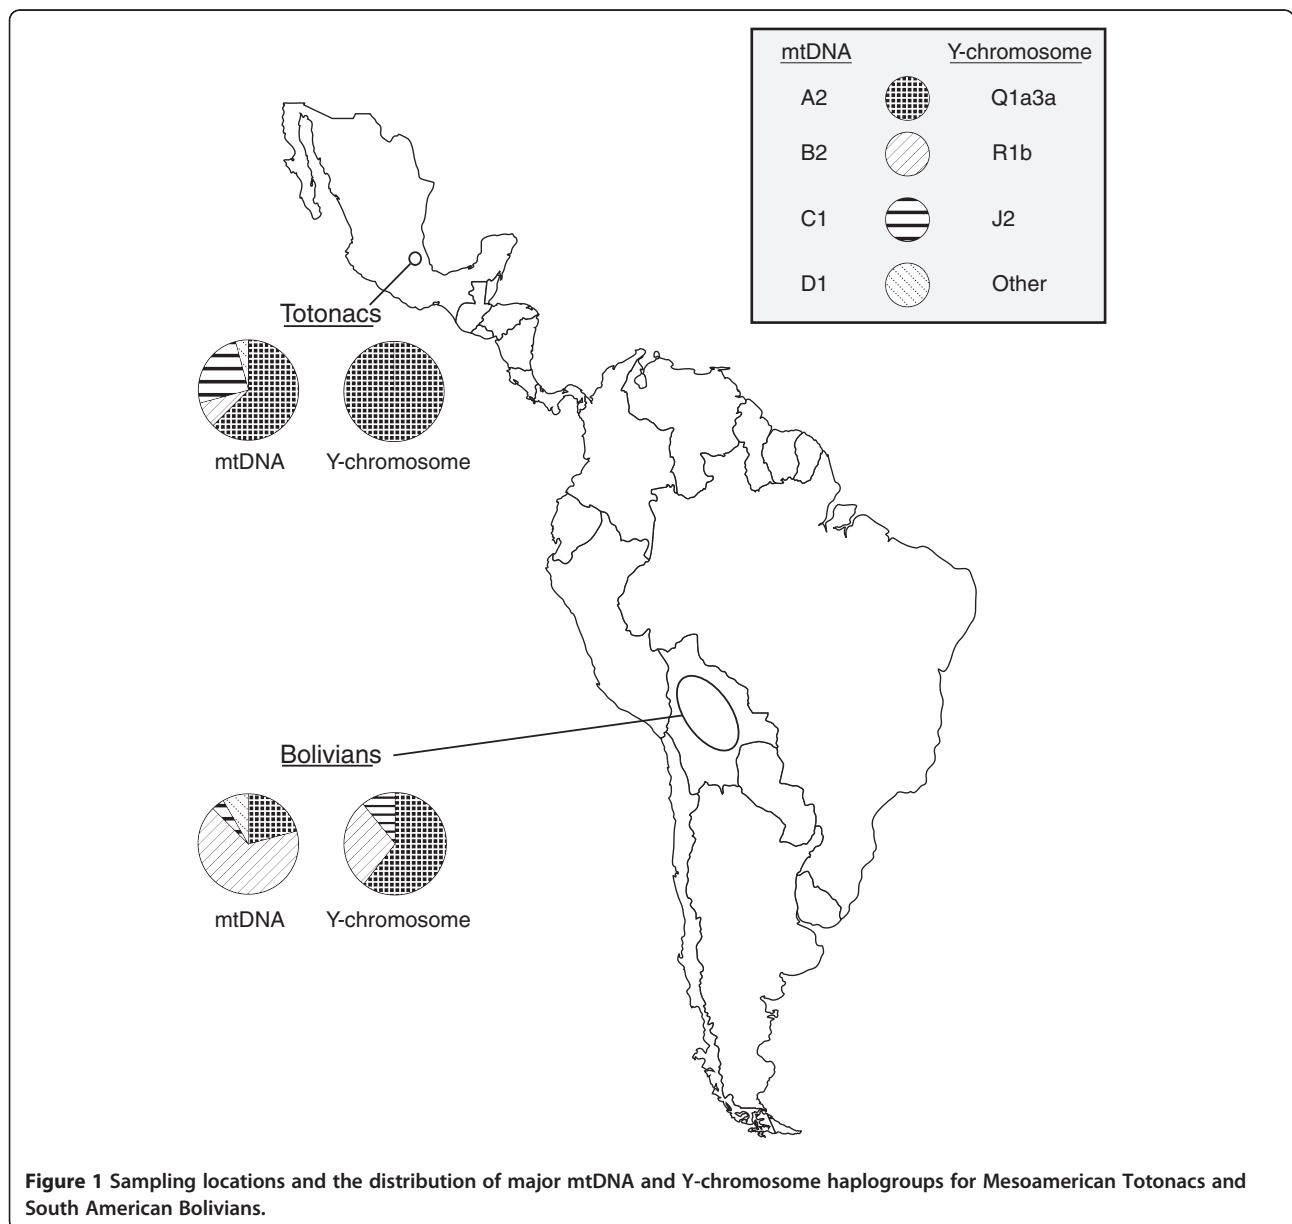 mtDNA Y-chromosome
A2 Q1a3a
B2 R1b
C1 J2
D1 Other
Totonacs
mtDNA Y-chromosome
Bolivians
mtDNA Y-chromosome
Figure 1 Sampling locations and the distribution of major mtDNA and Y-chromosome haplogroups for Mesoamerican Totonacs and
South American Bolivians.